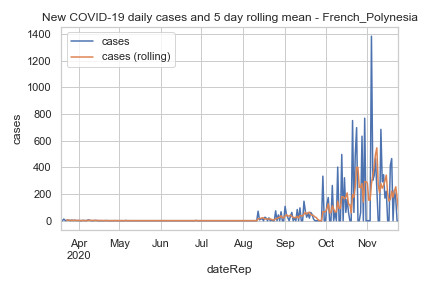 New COVID-19 daily cases and 5 day rolling mean - French_Polynesia
cases
cases (rolling)
1400
1200
1000
800
600
400
200
0
cases
Apr May Jun Jul Aug Sep Oct Nov
2020
dateRep